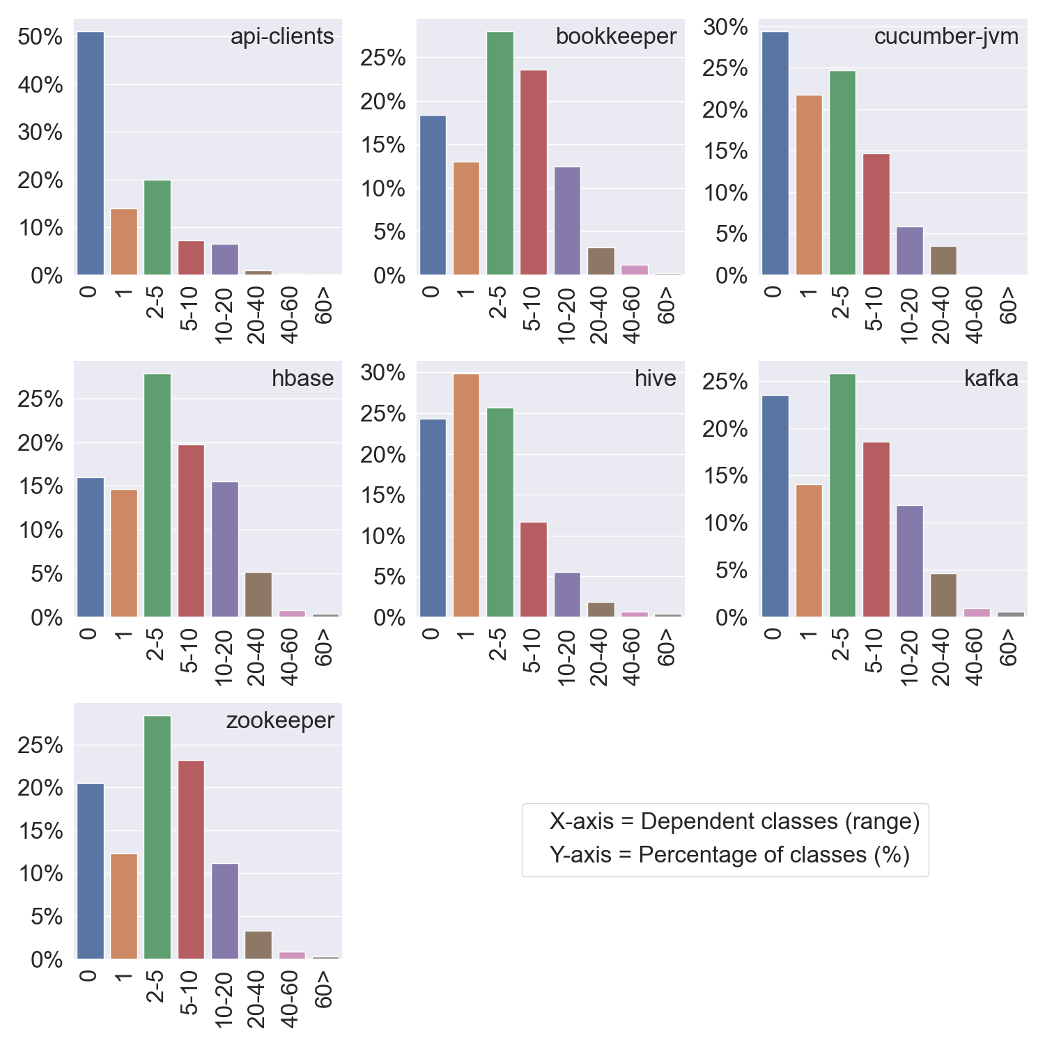 api-clients
50%
40%
30%
20%
10%
0%
0 1 2-5 5-10 10-20 20-40 40-60 60>
bookkeeper
25%
20%
15%
10%
5%
0%
0 1 2-5 5-10 10-20 20-40 40-60 60>
cucumber-jvm
30%
25%
20%
15%
10%
5%
0%
0 1 2-5 5-10 10-20 20-40 40-60 60>
hbase
25%
20%
15%
10%
5%
0%
0 1 2-5 5-10 10-20 20-40 40-60 60>
hive
30%
25%
20%
15%
10%
5%
0%
0 1 2-5 5-10 10-20 20-40 40-60 60>
kafka
25%
20%
15%
10%
5%
0%
0 1 2-5 5-10 10-20 20-40 40-60 60>
zookeeper
25%
20%
15%
10%
5%
0%
0 1 2-5 5-10 10-20 20-40 40-60 60>
X-axis = Dependent classes (range)
Y-axis = Percentage of classes (%)